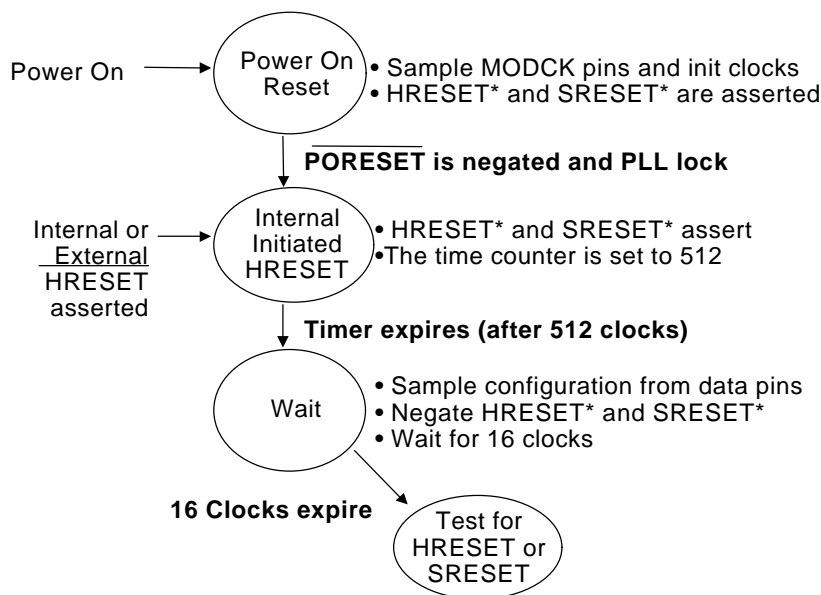 Power On
Power On
Reset
• Sample MODCK pins and init clocks
• HRESET* and SRESET* are asserted
PORESET is negated and PLL lock
Internal or
External
HRESET
asserted
Internal
Initiated
HRESET
• HRESET* and SRESET* assert
•The time counter is set to 512
Timer expires (after 512 clocks)
Wait
• Sample configuration from data pins
• Negate HRESET* and SRESET*
• Wait for 16 clocks
16 Clocks expire
Test for
HRESET or
SRESET